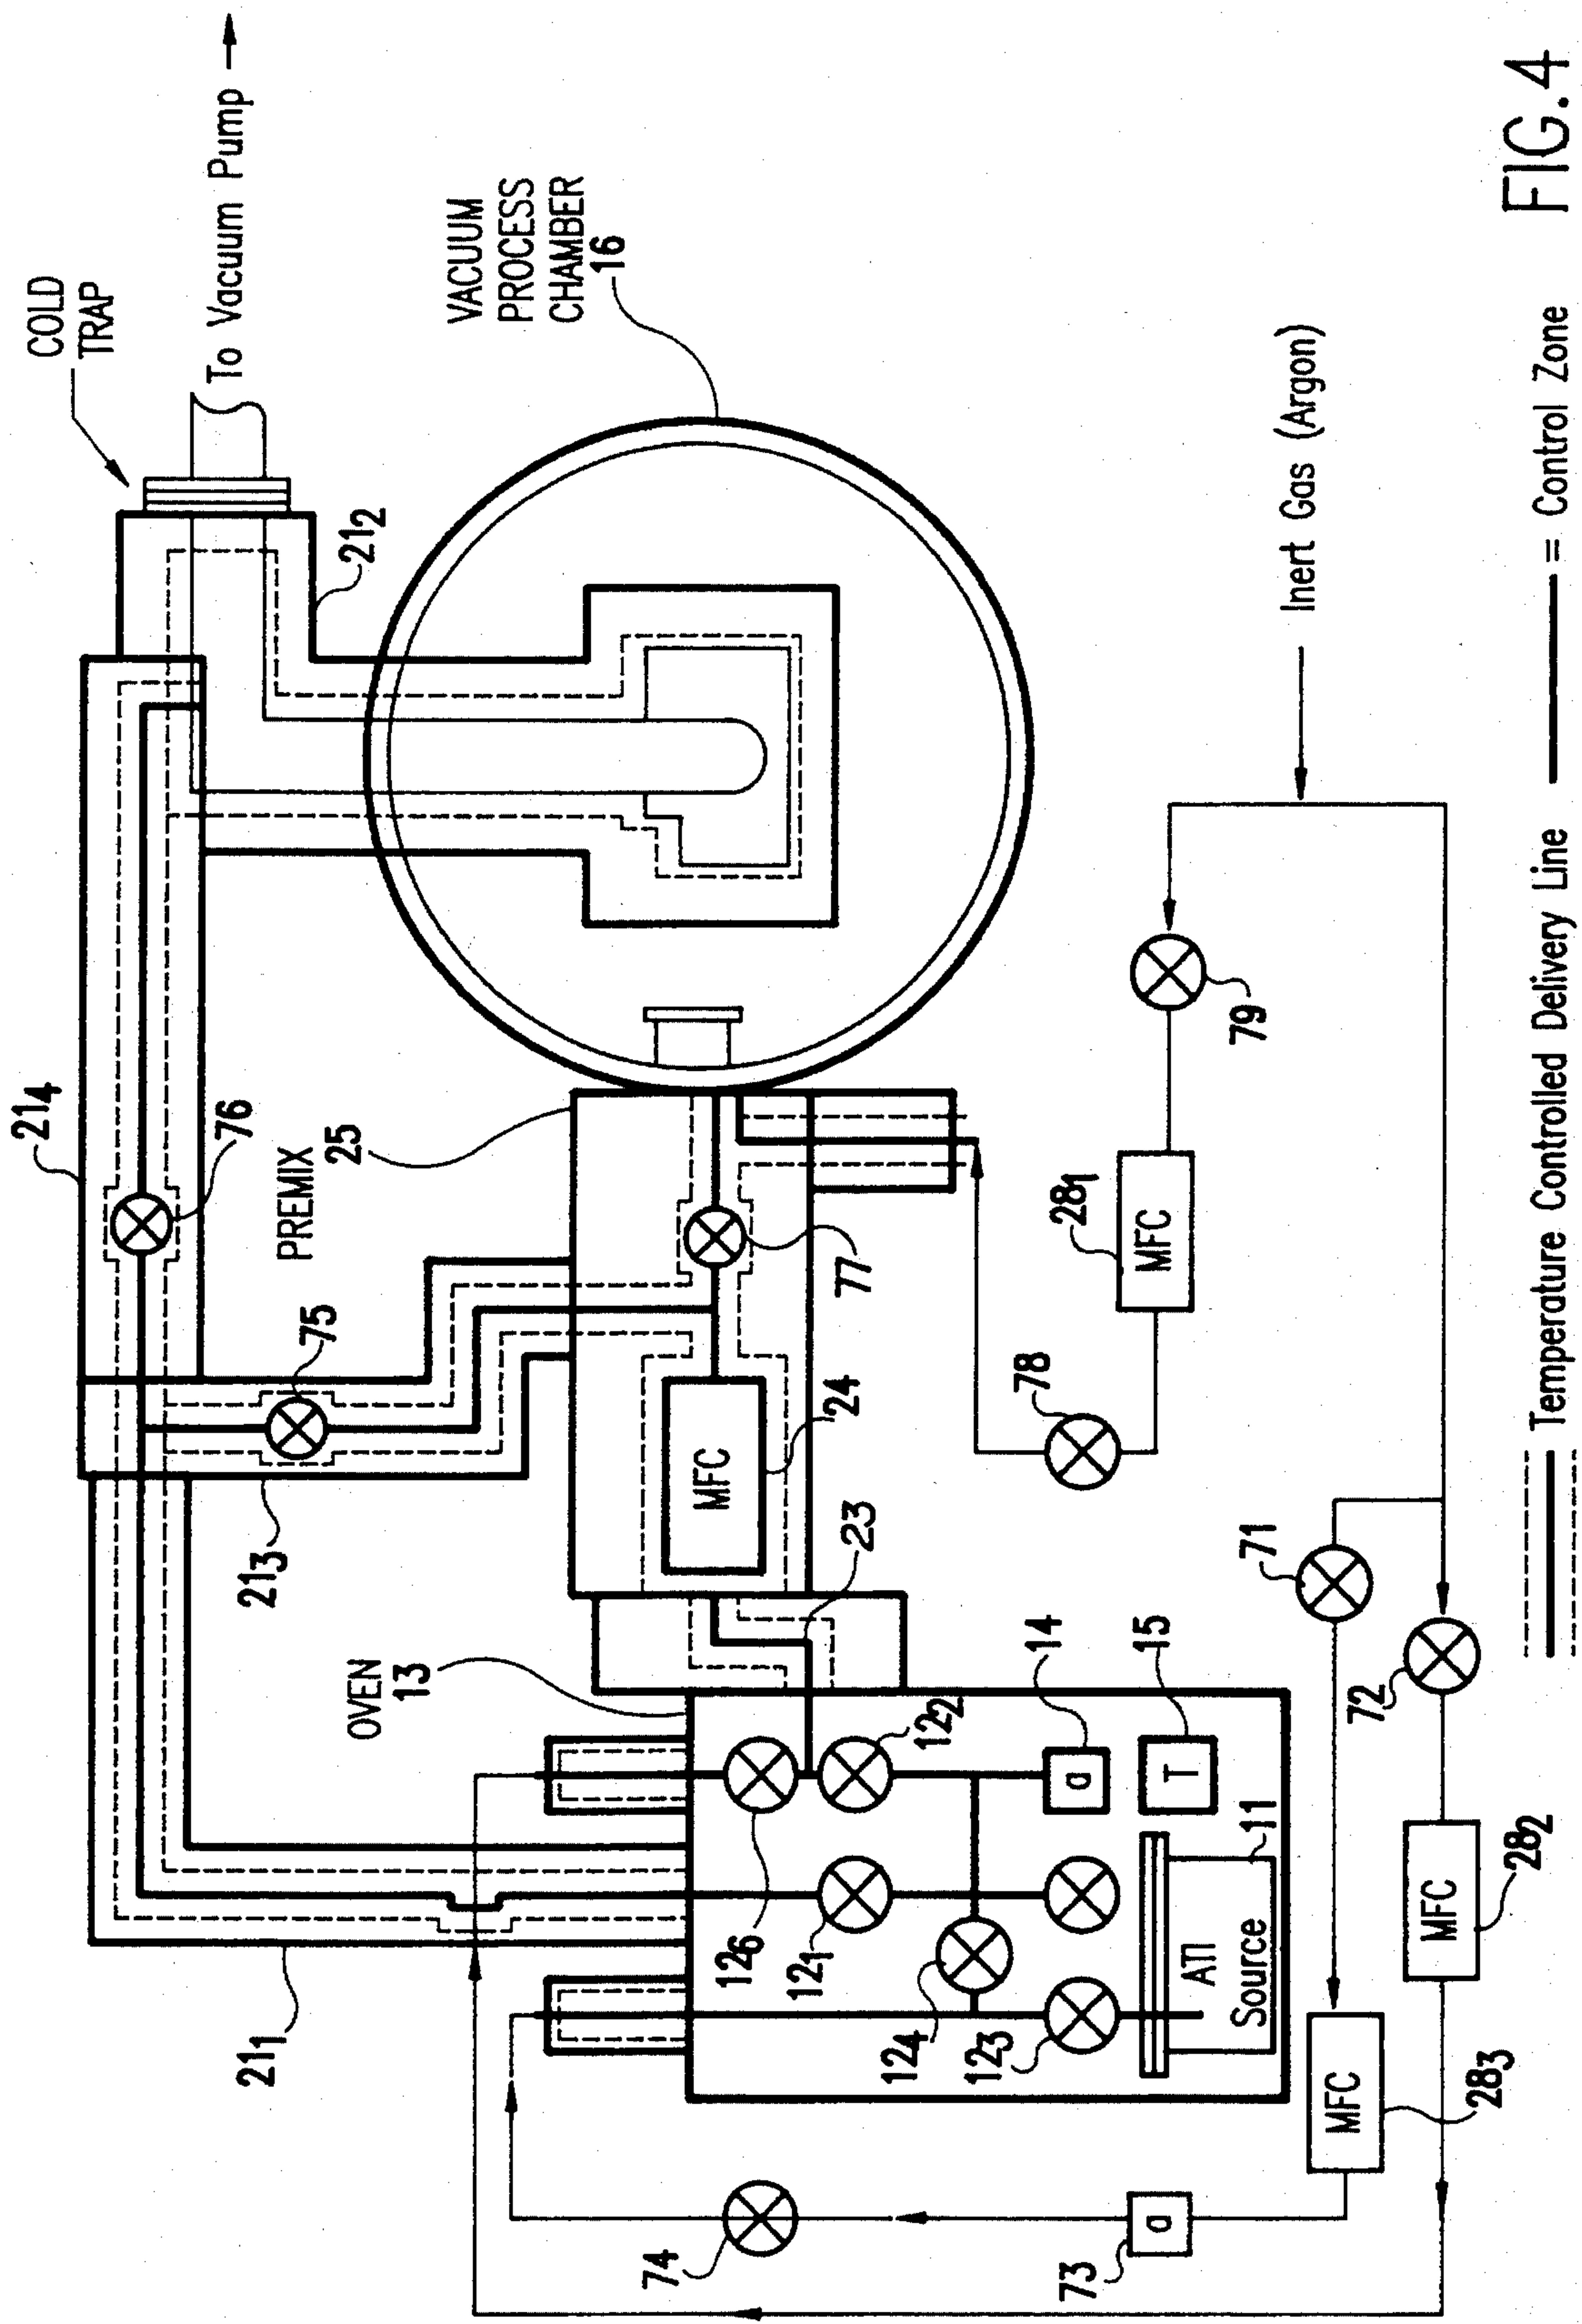 COLD
TRAP
To Vacuum Pump
21₄
76
21₂
VACUUM
PROCESS
CHAMBER
16
PREMIX
25
75
21₃
77
MFC
24
23
21₁
OVEN
13
12₆
12₂
12₁
14
a
15
T
12₄
12₃
ATI
Source
11
79
28₁
MFC
78
Inert Gas (Argon)
71
72
MFC
28₂
MFC
28₃
74
73
a
Temperature Controlled Delivery Line
= Control Zone
FIG.4